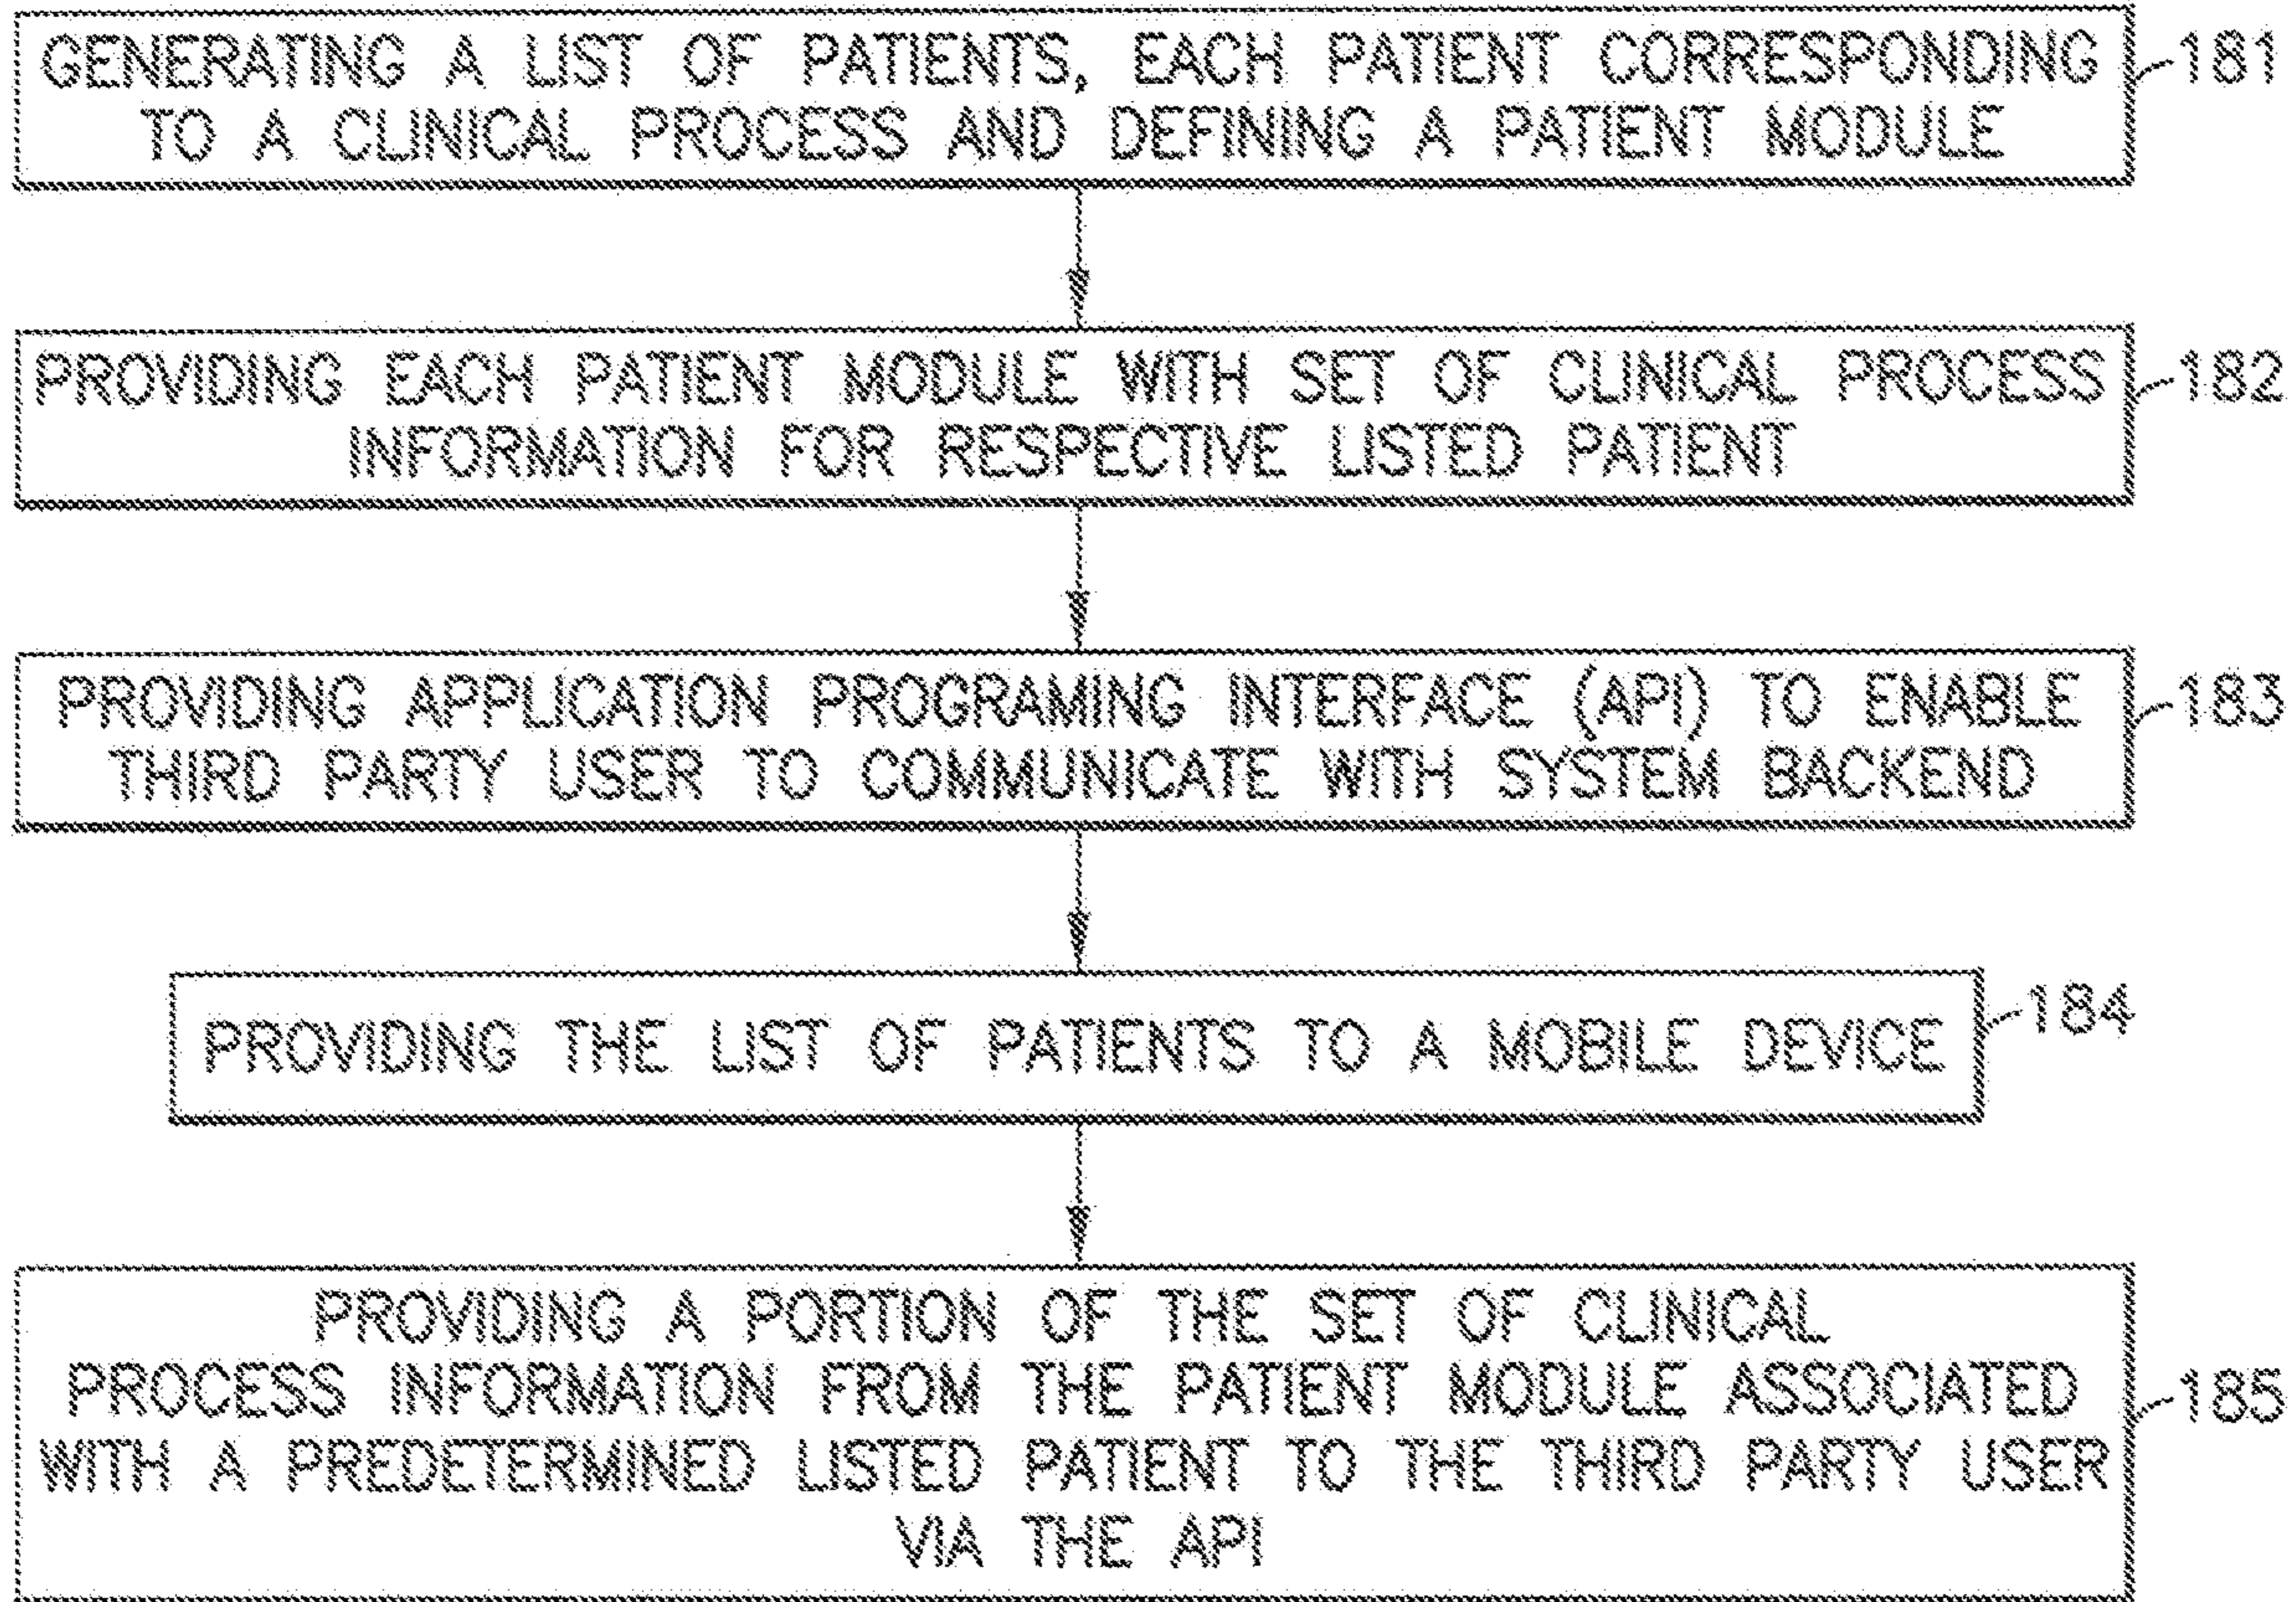 GENERATING A LIST OF PATIENTS, EACH PATIENT CORRESPONDING
TO A CLINICAL PROCESS AND DEFINING A PATIENT MODULE
181
PROVIDING EACH PATIENT MODULE WITH SET OF CLINICAL PROCESS
INFORMATION FOR RESPECTIVE LISTED PATIENT
182
PROVIDING APPLICATION PROGRAMING INTERFACE (API) TO ENABLE
THIRD PARTY USER TO COMMUNICATE WITH SYSTEM BACKEND
183
PROVIDING THE LIST OF PATIENTS TO A MOBILE DEVICE
184
PROVIDING A PORTION OF THE SET OF CLINICAL
PROCESS INFORMATION FROM THE PATIENT MODULE ASSOCIATED
WITH A PREDETERMINED LISTED PATIENT TO THE THIRD PARTY USER
VIA THE API
185